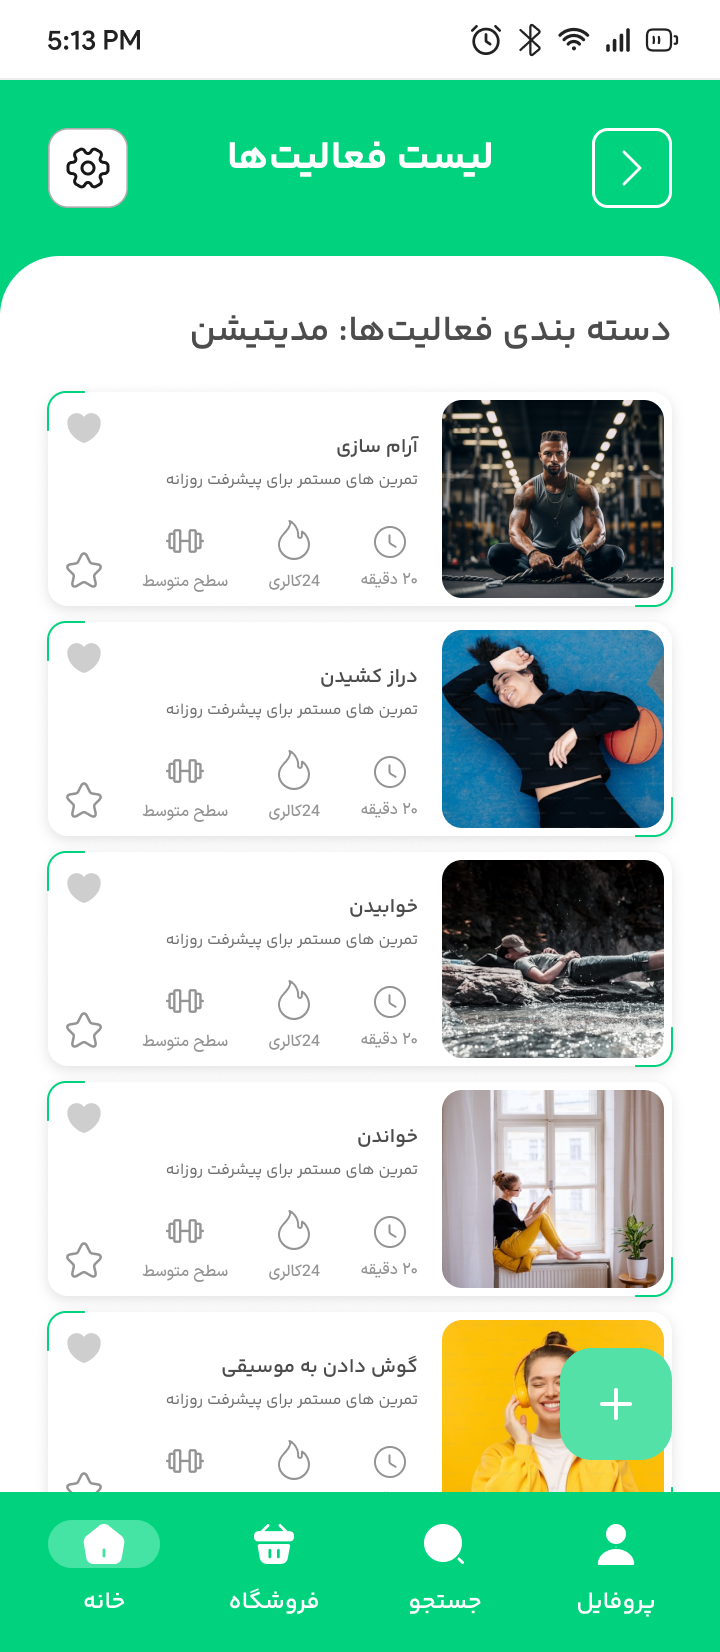 5:13 PM
لیست فعالیت‌ها
دسته بندی فعالیت‌ها: مدیتیشن
آرام سازی
تمرین های مستمر برای پیشرفت روزانه
۲۰ دقیقه
24کالری
سطح متوسط
دراز کشیدن
تمرین های مستمر برای پیشرفت روزانه
۲۰ دقیقه
24کالری
سطح متوسط
خوابیدن
تمرین های مستمر برای پیشرفت روزانه
۲۰ دقیقه
24کالری
سطح متوسط
خواندن
تمرین های مستمر برای پیشرفت روزانه
۲۰ دقیقه
24کالری
سطح متوسط
گوش دادن به موسیقی
تمرین های مستمر برای پیشرفت روزانه
پروفایل
جستجو
فروشگاه
خانه